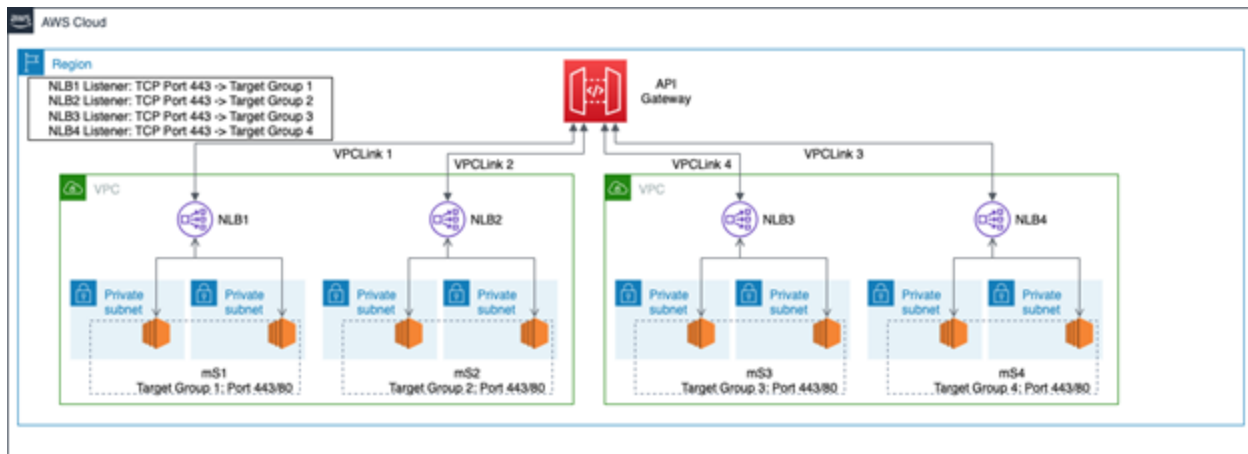 aws
AWS Cloud
Region
NLB1 Listener: TCP Port 443 -> Target Group 1
NLB2 Listener: TCP Port 443 -> Target Group 2
NLB3 Listener: TCP Port 443 -> Target Group 3
NLB4 Listener: TCP Port 443 -> Target Group 4
</>
API
Gateway
VPCLink 1
VPCLink 2
VPCLink 4
VPCLink 3
VPC
VPC
NLB1
NLB2
NLB3
NLB4
Private
subnet
Private
subnet
Private
subnet
Private
subnet
Private
subnet
Private
subnet
Private
subnet
Private
subnet
mS1
Target Group 1: Port 443/80
mS2
Target Group 2: Port 443/80
mS3
Target Group 3: Port 443/80
mS4
Target Group 4: Port 443/80